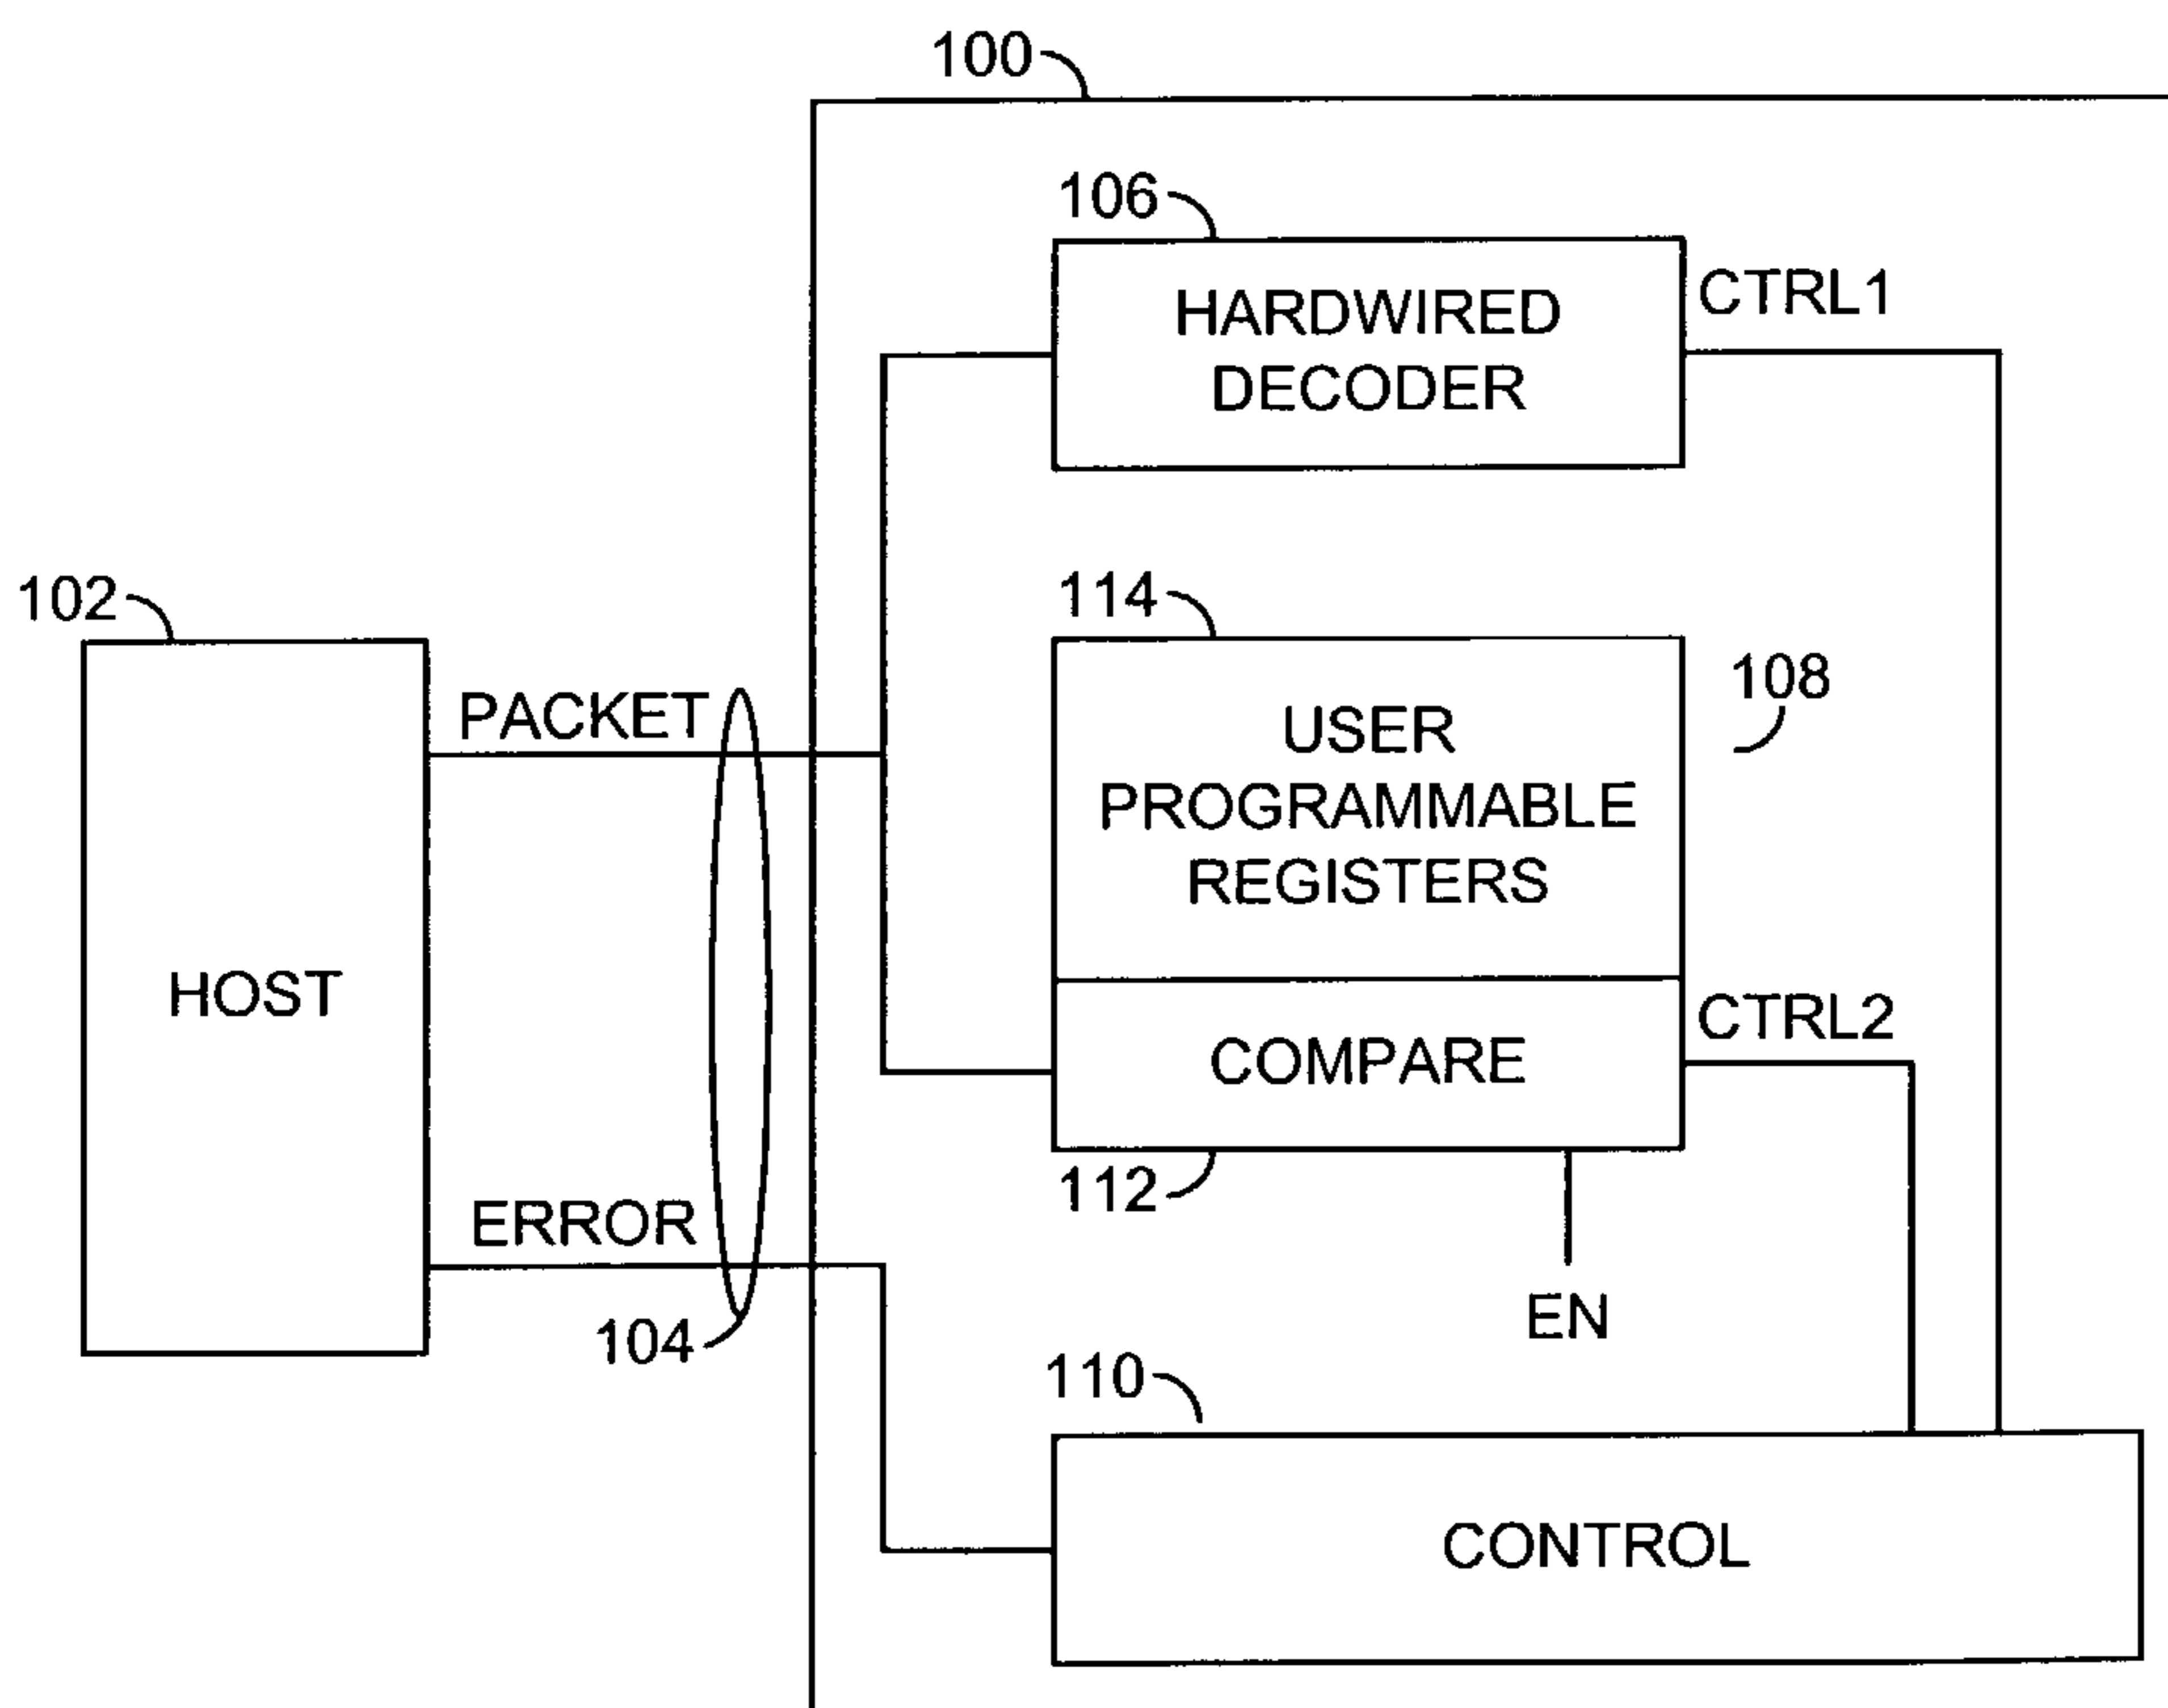 100
106
HARDWIRED
DECODER
CTRL1
102
HOST
PACKET
114
USER
PROGRAMMABLE
REGISTERS
108
COMPARE
CTRL2
112
EN
ERROR
104
110
CONTROL